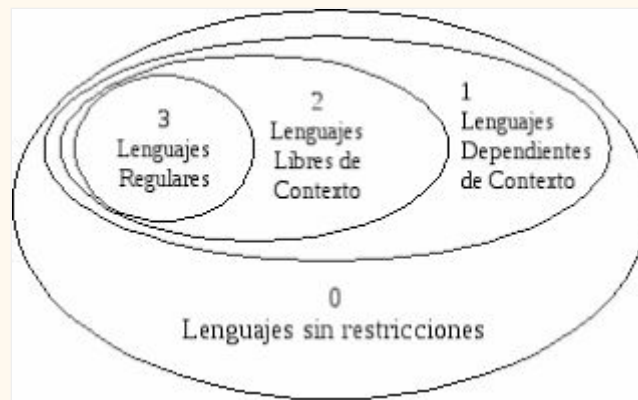 3
Lenguajes
Regulares
2
Lenguajes
Libres de
Contexto
1
Lenguajes
Dependientes
de Contexto
0
Lenguajes sin restricciones